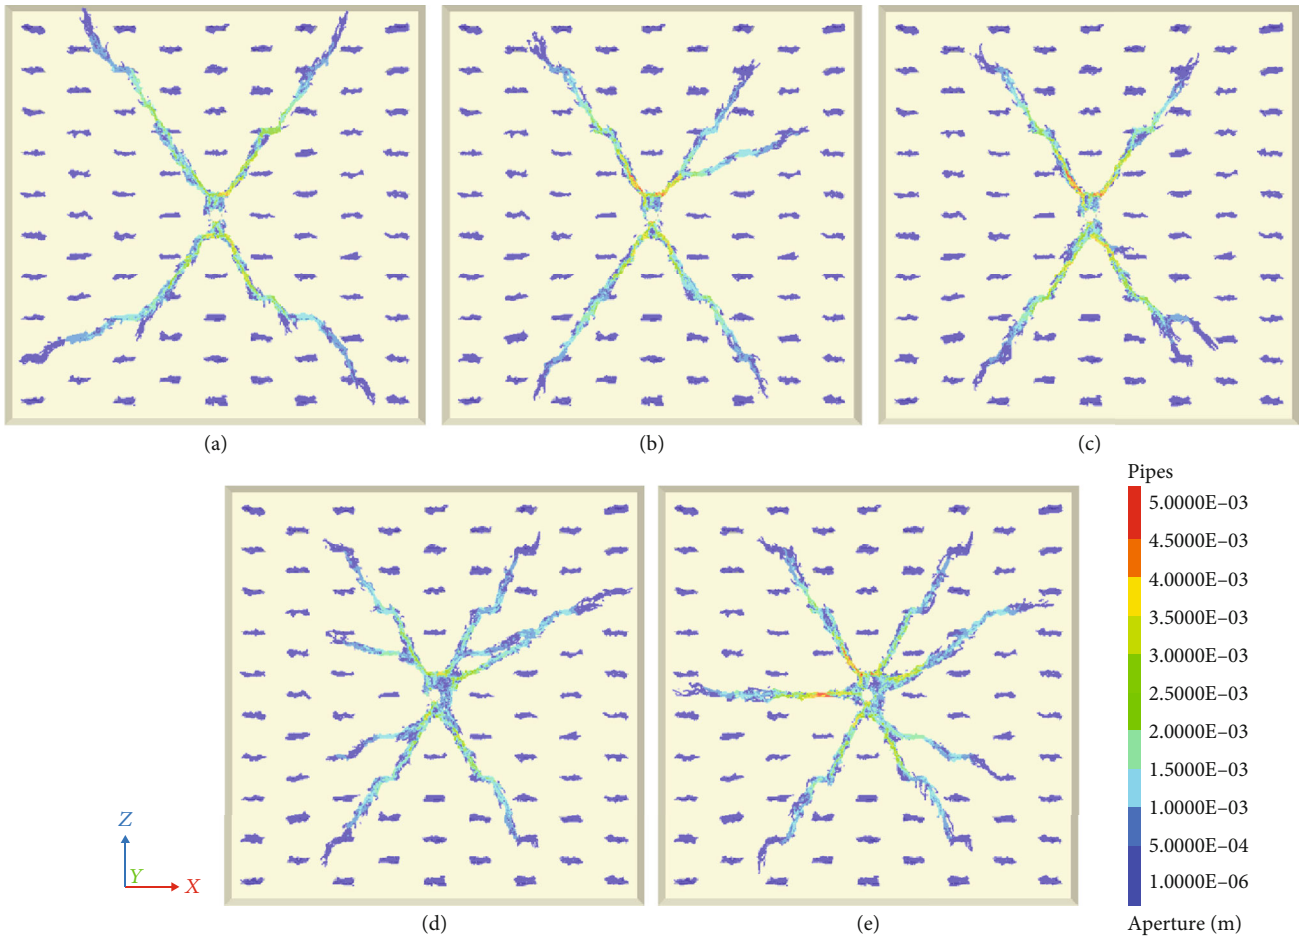 (a)
(b)
(c)
Pipes
5.0000E–03
4.5000E–03
4.0000E–03
3.5000E–03
3.0000E–03
2.5000E–03
2.0000E–03
1.5000E–03
1.0000E–03
5.0000E–04
1.0000E–06
Aperture (m)
Z
Y
X
(d)
(e)